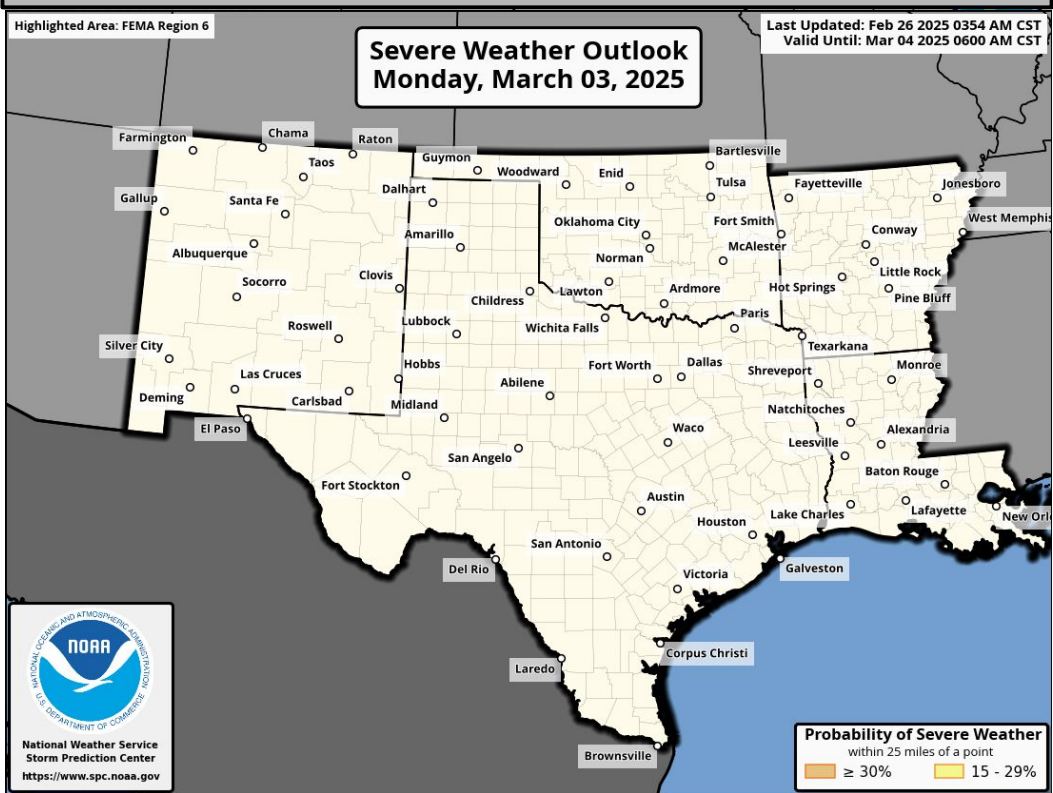 Highlighted Area: FEMA Region 6
Last Updated: Feb 26 2025 0354 AM CST
Valid Until: Mar 04 2025 0600 AM CST
Severe Weather Outlook
Monday, March 03, 2025
Farmington
Chama
Raton
Taos
Guymon
Woodward
Enid
Bartlesville
Tulsa
Fayetteville
Jonesboro
Gallup
Santa Fe
Dalhart
Oklahoma City
Fort Smith
West Memphis
Albuquerque
Amarillo
Norman
McAlester
Conway
Socorro
Clovis
Childress
Lawton
Ardmore
Hot Springs
Little Rock
Pine Bluff
Roswell
Lubbock
Wichita Falls
Paris
Texarkana
Silver City
Hobbs
Fort Worth
Dallas
Shreveport
Monroe
Las Cruces
Deming
Carlsbad
Midland
Abilene
Natchitoches
El Paso
Waco
Leesville
Alexandria
San Angelo
Fort Stockton
Baton Rouge
Austin
Lake Charles
Lafayette
New Orl
Houston
San Antonio
Del Rio
Galveston
Victoria
Laredo
Corpus Christi
Brownsville
NATIONAL OCEANIC AND ATMOSPHERIC ADMINISTRATION
NOAA
U.S. DEPARTMENT OF COMMERCE
National Weather Service
Storm Prediction Center
https://www.spc.noaa.gov
Probability of Severe Weather
within 25 miles of a point
≥ 30%
15 - 29%